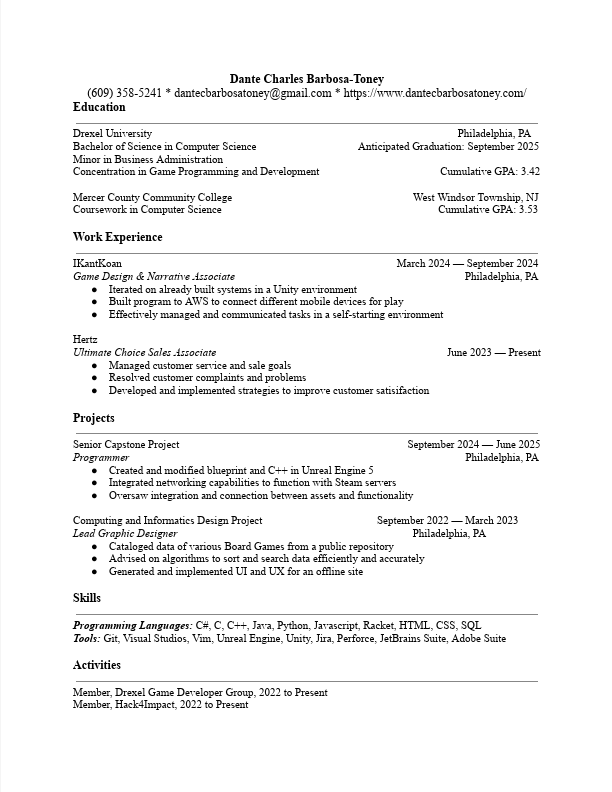 Dante Charles Barbosa-Toney
(609) 358-5241 * dantecbarbosatoney@gmail.com * https://www.dantecbarbosatoney.com/
Education
Drexel University Philadelphia, PA
Bachelor of Science in Computer Science Anticipated Graduation: September 2025
Minor in Business Administration
Concentration in Game Programming and Development Cumulative GPA: 3.42
Mercer County Community College West Windsor Township, NJ
Coursework in Computer Science Cumulative GPA: 3.53
Work Experience
IKantKoan March 2024 — September 2024
Game Design & Narrative Associate Philadelphia, PA
● Iterated on already built systems in a Unity environment
● Built program to AWS to connect different mobile devices for play
● Effectively managed and communicated tasks in a self-starting environment
Hertz
Ultimate Choice Sales Associate June 2023 — Present
● Managed customer service and sale goals
● Resolved customer complaints and problems
● Developed and implemented strategies to improve customer satisifaction
Projects
Senior Capstone Project September 2024 — June 2025
Programmer Philadelphia, PA
● Created and modified blueprint and C++ in Unreal Engine 5
● Integrated networking capabilities to function with Steam servers
● Oversaw integration and connection between assets and functionality
Computing and Informatics Design Project September 2022 — March 2023
Lead Graphic Designer Philadelphia, PA
● Cataloged data of various Board Games from a public repository
● Advised on algorithms to sort and search data efficiently and accurately
● Generated and implemented UI and UX for an offline site
Skills
Programming Languages: C#, C, C++, Java, Python, Javascript, Racket, HTML, CSS, SQL
Tools: Git, Visual Studios, Vim, Unreal Engine, Unity, Jira, Perforce, JetBrains Suite, Adobe Suite
Activities
Member, Drexel Game Developer Group, 2022 to Present
Member, Hack4Impact, 2022 to Present